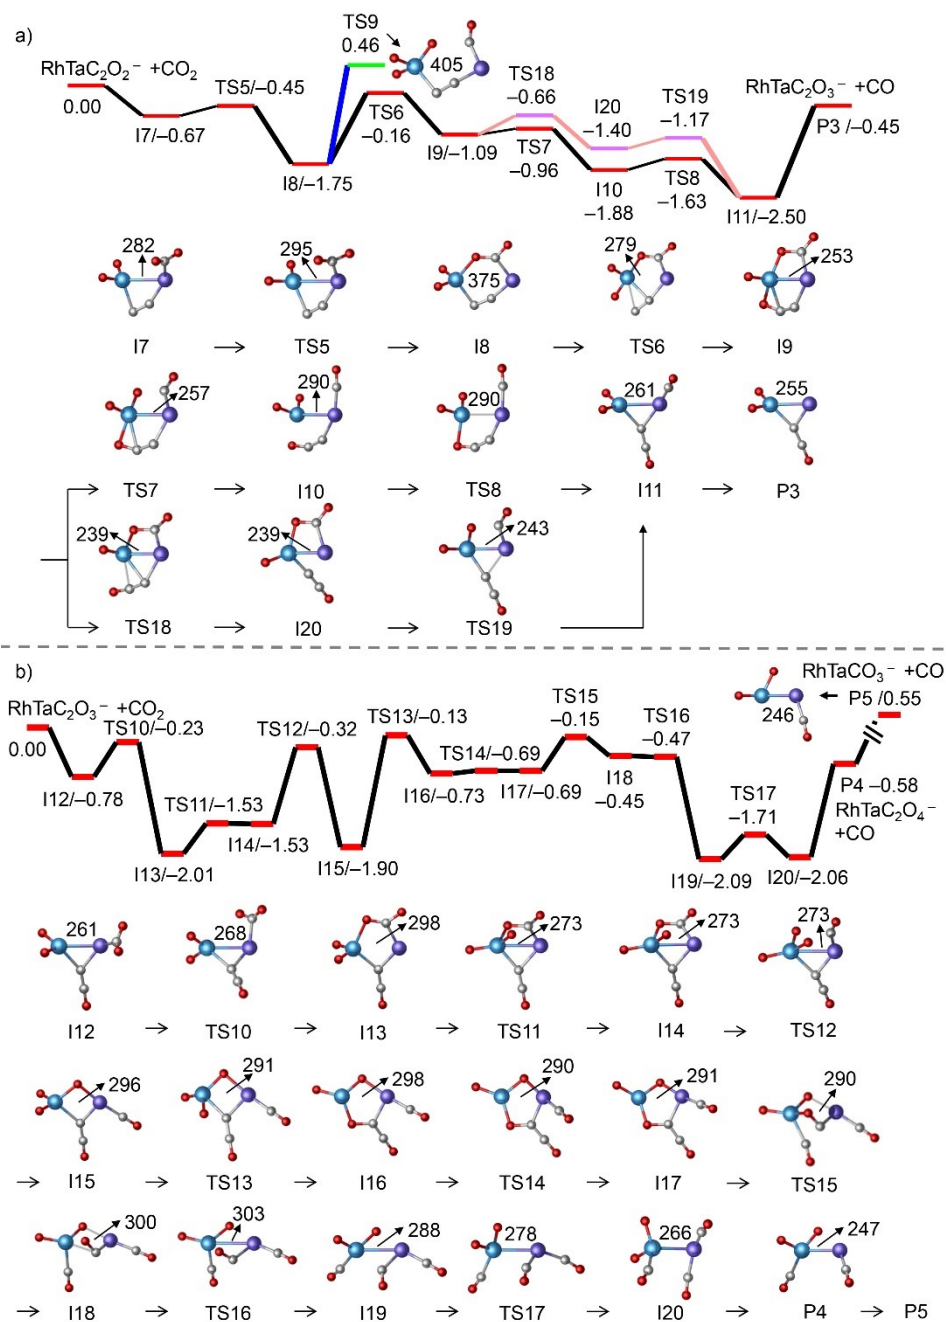 a)
RhTaC₂O₂⁻ +CO₂
0.00
I7/–0.67
TS5/–0.45
I8/–1.75
TS9
0.46
405
TS6
–0.16
I9/–1.09
TS18
–0.66
TS7
–0.96
I20
–1.40
I10
–1.88
TS19
–1.17
TS8
–1.63
I11/–2.50
RhTaC₂O₃⁻ +CO
P3 /–0.45
282
295
375
279
253
I7
TS5
I8
TS6
I9
257
290
290
261
255
TS7
I10
TS8
I11
P3
239
239
243
TS18
I20
TS19
b)
RhTaC₂O₃⁻ +CO₂
0.00
I12/–0.78
TS10/–0.23
I13/–2.01
TS11/–1.53
I14/–1.53
TS12/–0.32
I15/–1.90
TS13/–0.13
I16/–0.73
TS14/–0.69
I17/–0.69
TS15
–0.15
I18
–0.45
TS16
–0.47
I19/–2.09
TS17
–1.71
I20/–2.06
P4 –0.58
RhTaC₂O₄⁻
+CO
RhTaCO₃⁻ +CO
P5 /0.55
246
261
268
298
273
273
273
I12
TS10
I13
TS11
I14
TS12
296
291
298
290
291
290
I15
TS13
I16
TS14
I17
TS15
300
303
288
278
266
247
I18
TS16
I19
TS17
I20
P4
P5